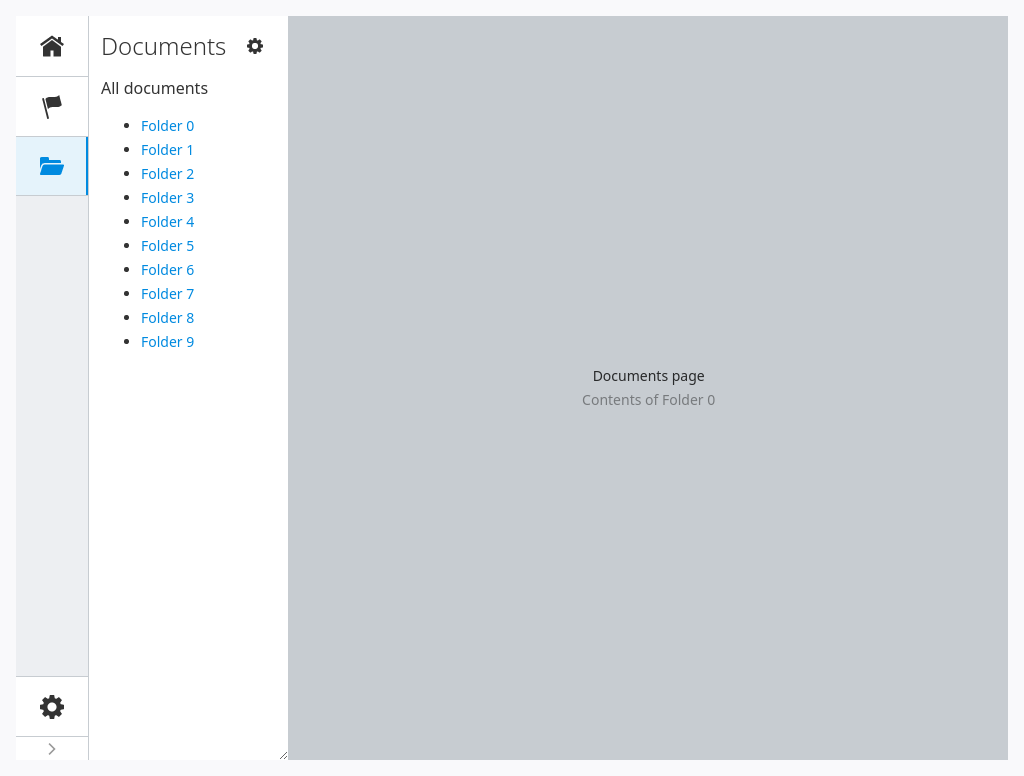 Documents
All documents
Folder 0
Folder 1
Folder 2
Folder 3
Folder 4
Folder 5
Folder 6
Folder 7
Folder 8
Folder 9
Documents page
Contents of Folder 0